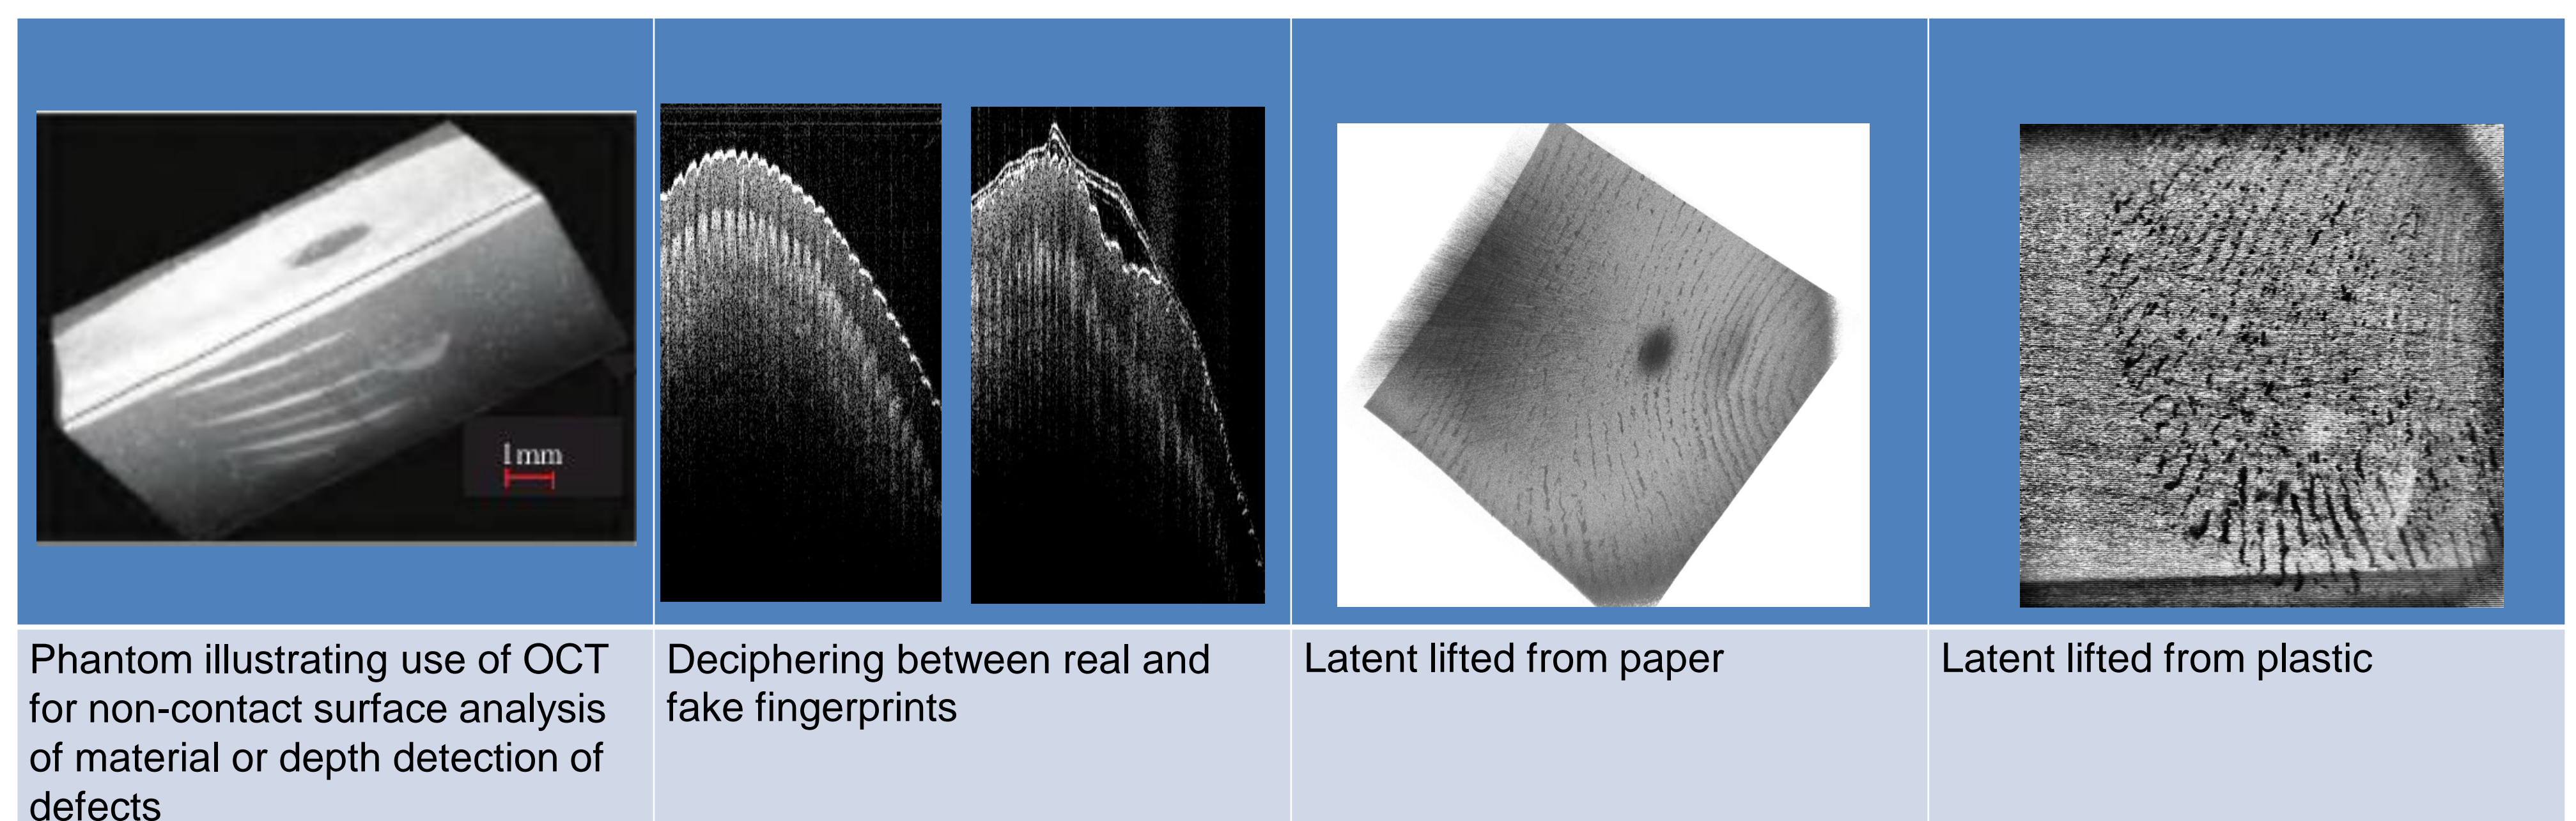 1mm
Phantom illustrating use of OCT
for non-contact surface analysis
of material or depth detection of
defects
Deciphering between real and
fake fingerprints
Latent lifted from paper
Latent lifted from plastic